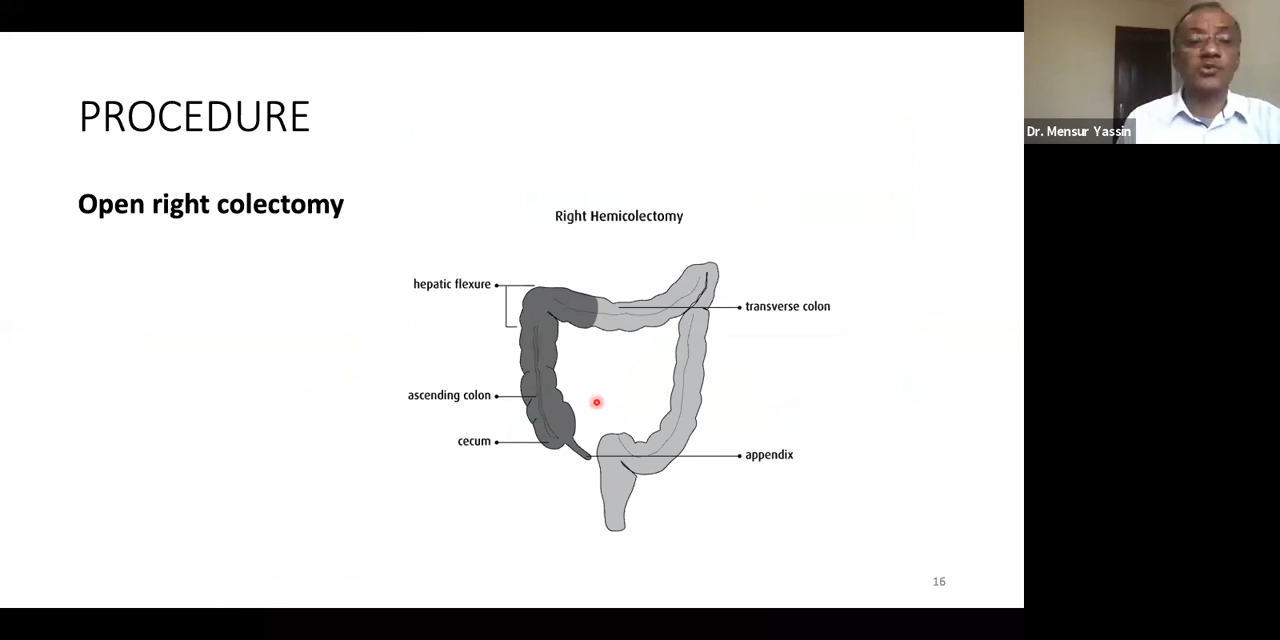 PROCEDURE
Open right colectomy
Right Hemicolectomy
hepatic flexure
transverse colon
ascending colon
cecum
appendix
16
Dr. Mensur Yassin